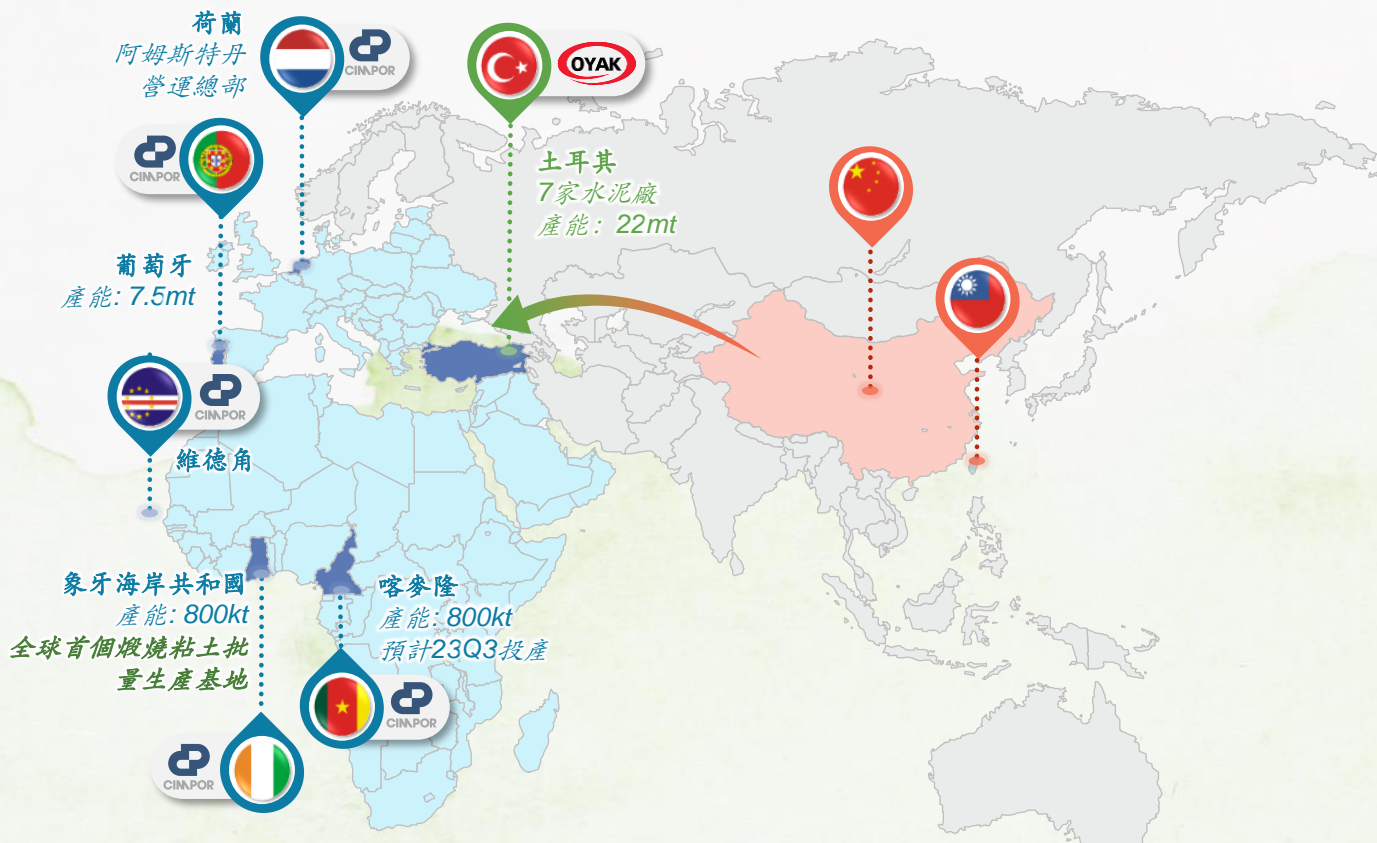 荷蘭
阿姆斯特丹
營運總部
CIMPOR
OYAK
CIMPOR
土耳其
7家水泥廠
產能：22mt
葡萄牙
產能: 7.5mt
CIMPOR
維德角
象牙海岸共和國
產能: 800kt
全球首個煅燒粘土批
量生產基地
喀麥隆
產能: 800kt
預計23Q3投產
CIMPOR
CIMPOR